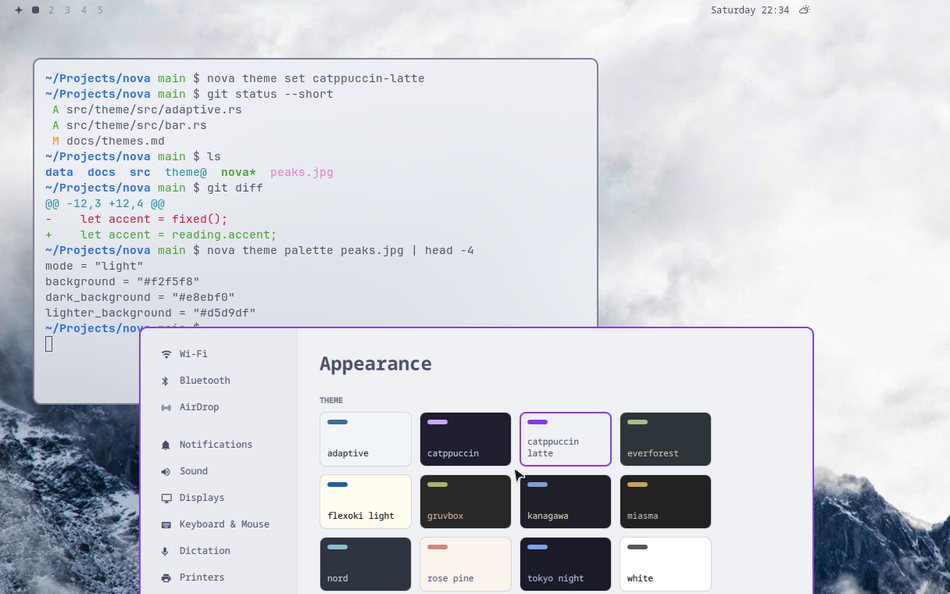 2 3 4 5
Saturday 22:34
~/Projects/nova main $ nova theme set catppuccin-latte
~/Projects/nova main $ git status --short
A src/theme/src/adaptive.rs
A src/theme/src/bar.rs
M docs/themes.md
~/Projects/nova main $ ls
data docs src theme@ nova* peaks.jpg
~/Projects/nova main $ git diff
@@ -12,3 +12,4 @@
-    let accent = fixed();
+    let accent = reading.accent;
~/Projects/nova main $ nova theme palette peaks.jpg | head -4
mode = "light"
background = "#f2f5f8"
dark_background = "#e8ebf0"
lighter_background = "#d5d9df"
~/Projects/nova main $
Wi-Fi
Bluetooth
AirDrop
Notifications
Sound
Displays
Keyboard & Mouse
Dictation
Printers
Appearance
THEME
adaptive
catppuccin
catppuccin
latte
everforest
flexoki light
gruvbox
kanagawa
miasma
nord
rose pine
tokyo night
white